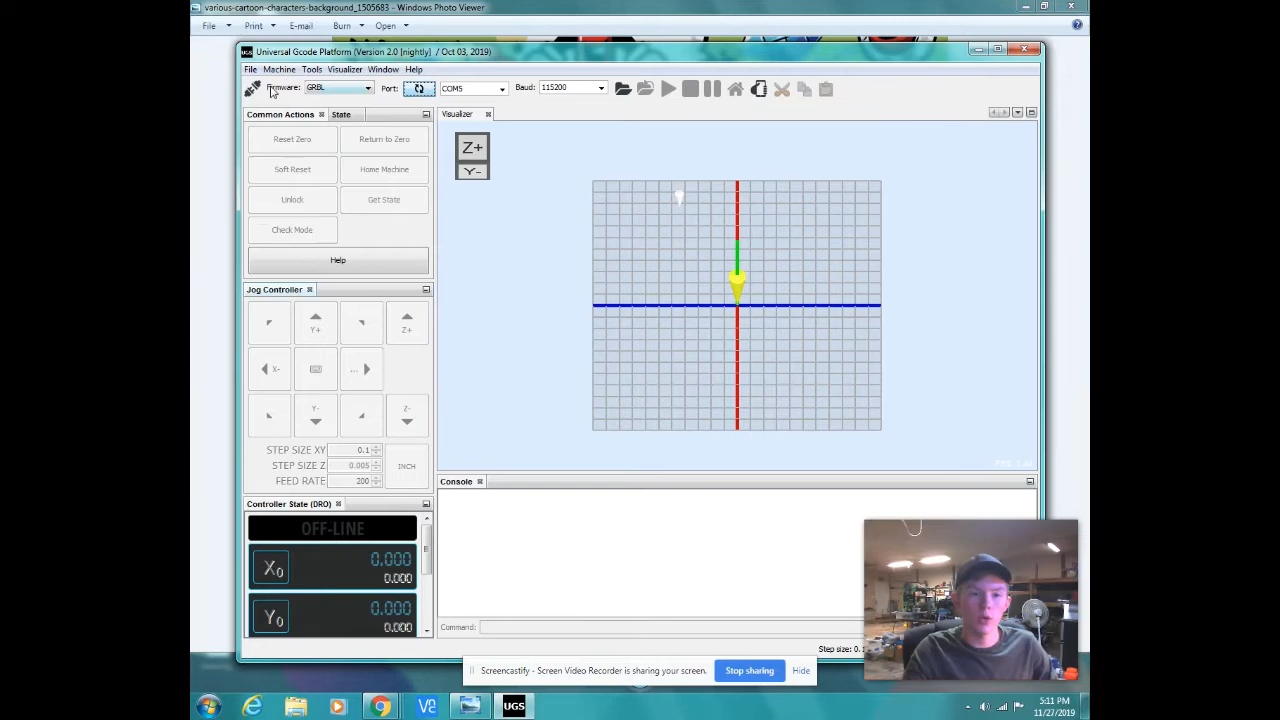 various-cartoon-characters-background_1505683 - Windows Photo Viewer
File Print E-mail Burn Open
UGS Universal Gcode Platform (Version 2.0 [nightly] / Oct 03, 2019)
File Machine Tools Visualizer Window Help
Firmware: GRBL Port: COM5 Baud: 115200
Common Actions State
Visualizer
Reset Zero Return to Zero
Z+
Soft Reset Home Machine
Y-
Unlock Get State
Check Mode
Help
Jog Controller
Y+ Z+
X- ...
Y- Z-
STEP SIZE XY 0.1
STEP SIZE Z 0.005
FEED RATE 200
INCH
Console
Controller State (DRO)
OFF-LINE
X0 0.000
0.000
Y0 0.000
0.000
Command:
Step size: 0.
Screencastify - Screen Video Recorder is sharing your screen. Stop sharing Hide
UGS
5:11 PM
11/27/2019